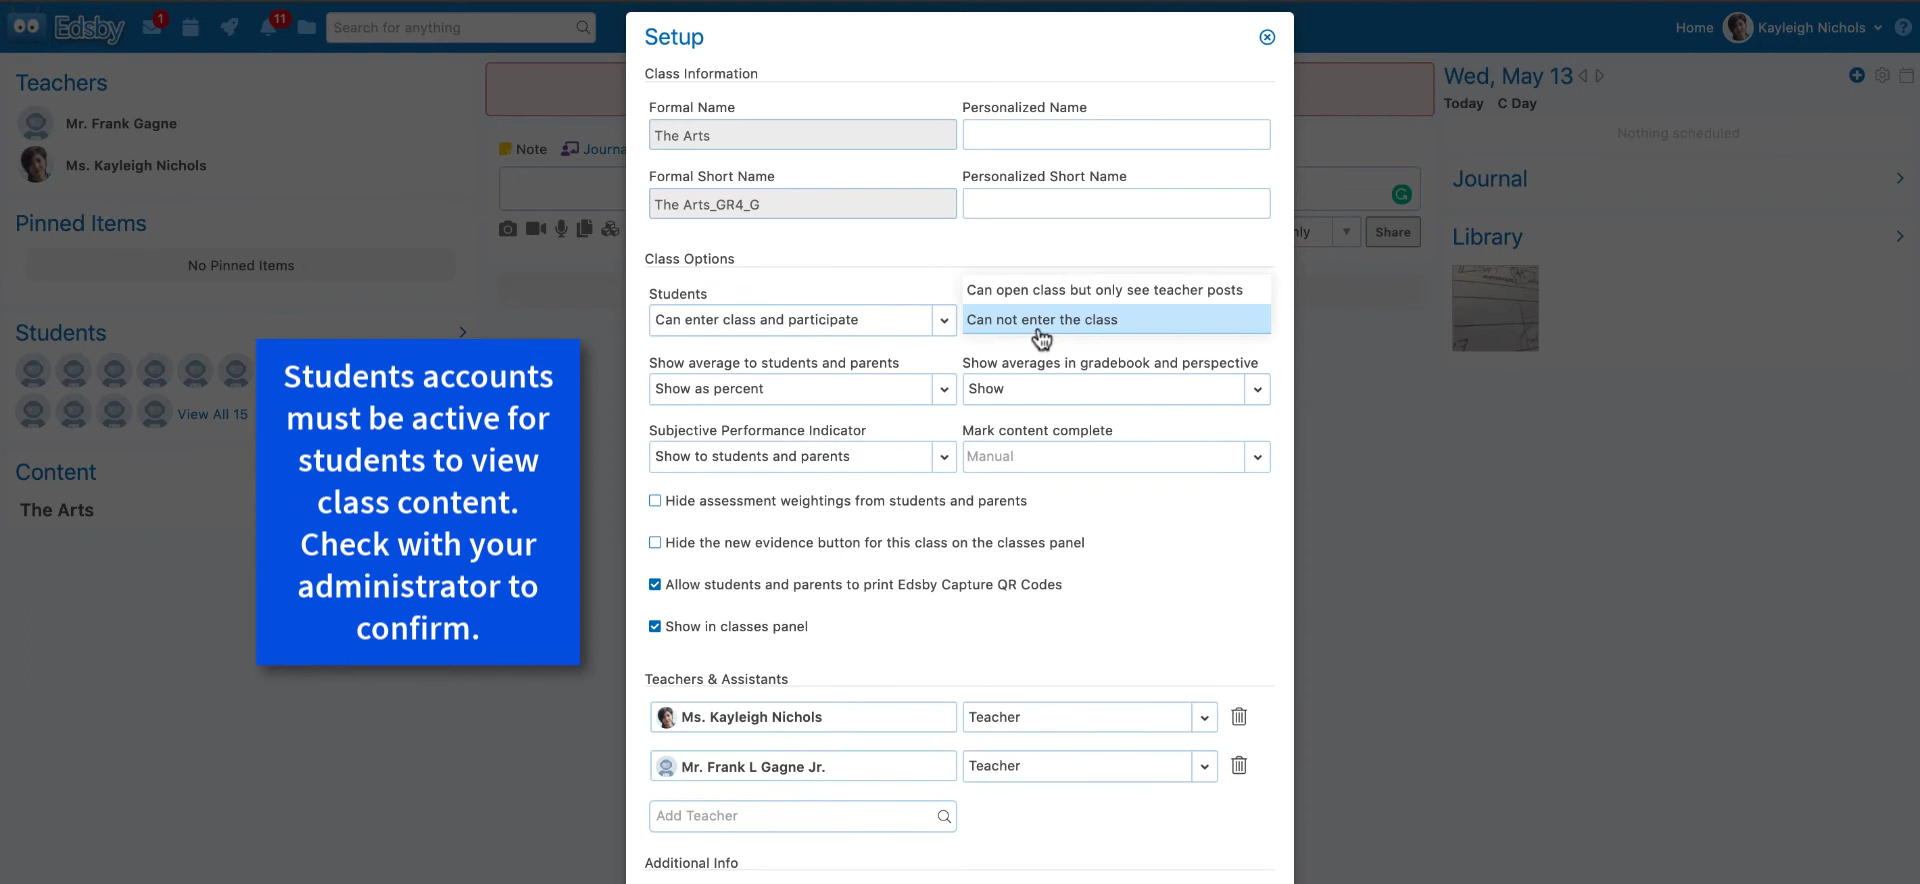 Edsby
1
11
Search for anything
Home
Kayleigh Nichols
?
Teachers
Mr. Frank Gagne
Ms. Kayleigh Nichols
Pinned Items
No Pinned Items
Students
View All 15
Content
The Arts
Students accounts
must be active for
students to view
class content.
Check with your
administrator to
confirm.
Note
Journa
Setup
Class Information
Formal Name
Personalized Name
The Arts
Formal Short Name
Personalized Short Name
The Arts_GR4_G
Class Options
Students
Can open class but only see teacher posts
Can enter class and participate
Can not enter the class
Show average to students and parents
Show averages in gradebook and perspective
Show as percent
Show
Subjective Performance Indicator
Mark content complete
Show to students and parents
Manual
Hide assessment weightings from students and parents
Hide the new evidence button for this class on the classes panel
Allow students and parents to print Edsby Capture QR Codes
Show in classes panel
Teachers & Assistants
Ms. Kayleigh Nichols
Teacher
Mr. Frank L Gagne Jr.
Teacher
Add Teacher
Additional Info
nly
Share
Wed, May 13
Today C Day
Nothing scheduled
Journal
Library